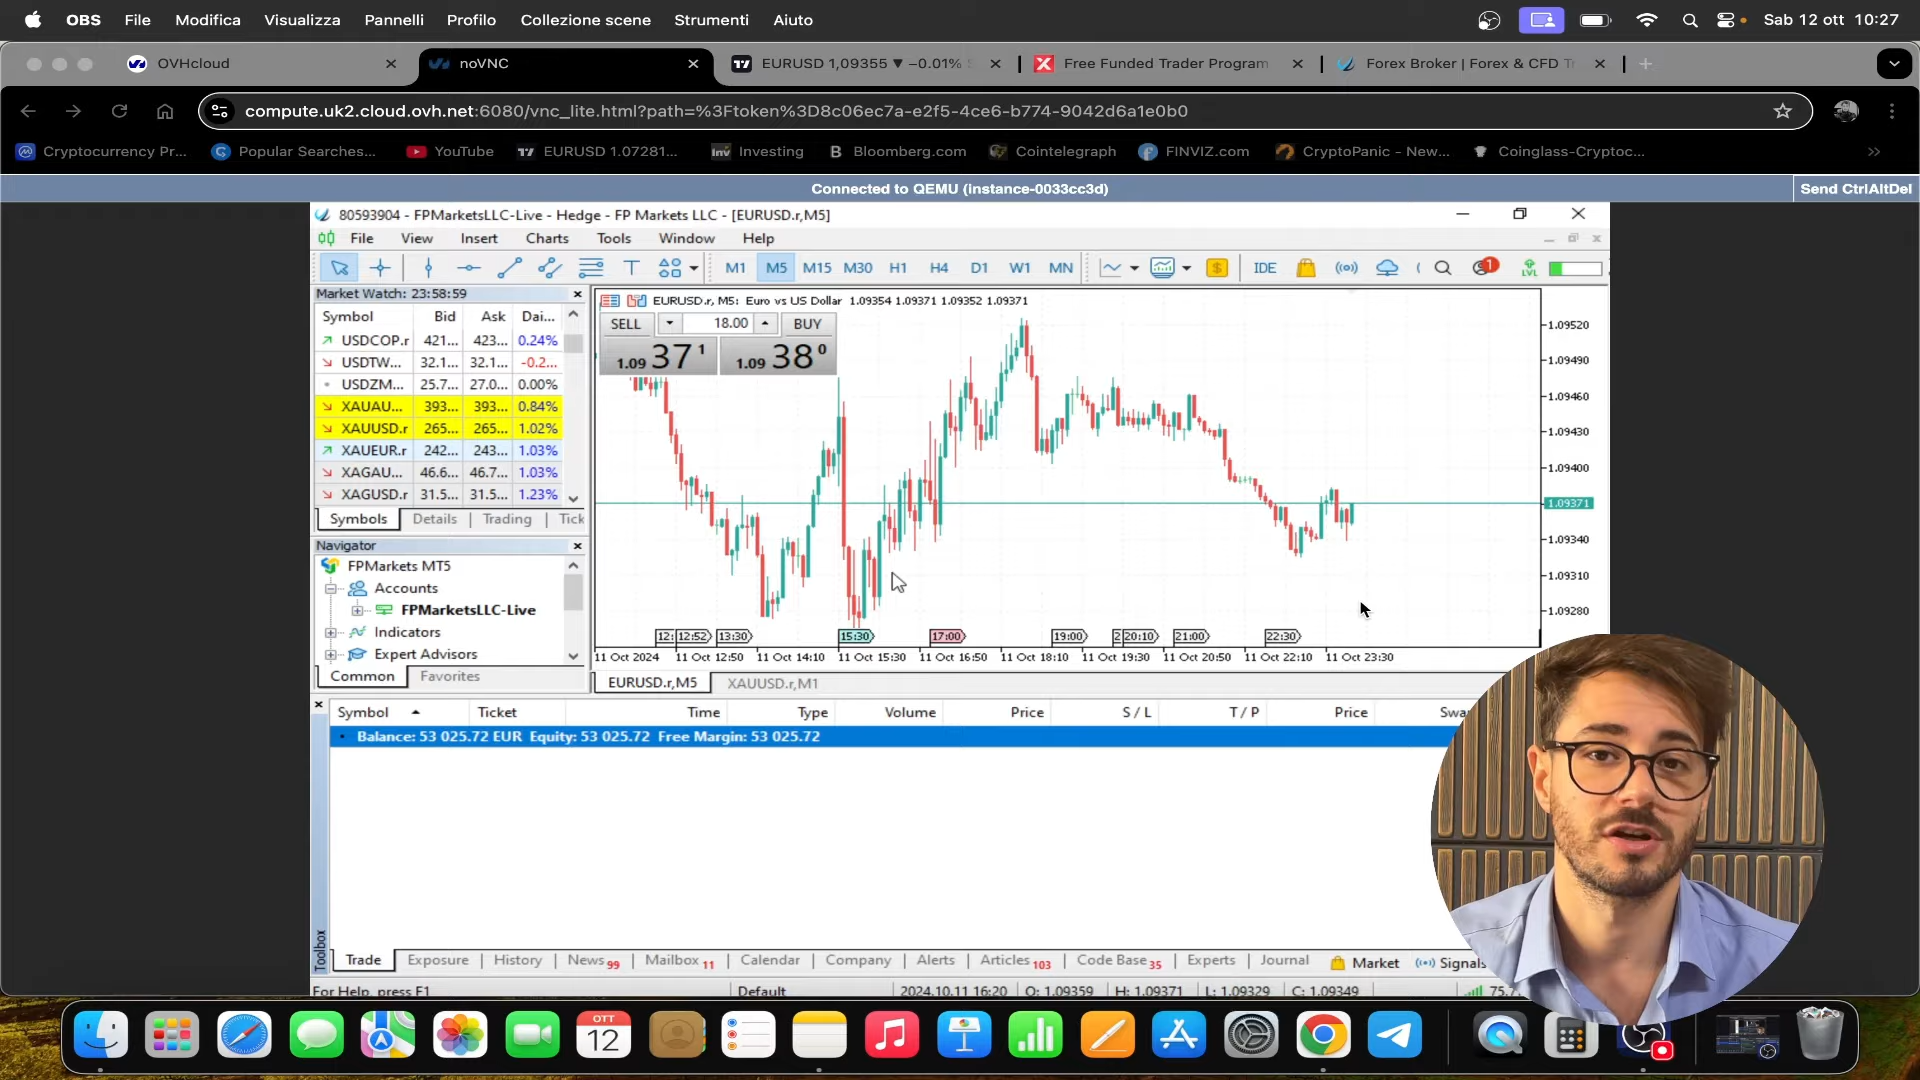 OBS File Modifica Visualizza Pannelli Profilo Collezione scene Strumenti Aiuto Sab 12 ott 10:27
OVHcloud noVNC EURUSD 1,09355 ▼ −0.01% Free Funded Trader Program Forex Broker | Forex & CFD
compute.uk2.cloud.ovh.net:6080/vnc_lite.html?path=%3Ftoken%3D8c06ec7a-e2f5-4ce6-b774-9042d6a1e0b0
Cryptocurrency Pr... Popular Searches... YouTube EURUSD 1.07281... Investing Bloomberg.com Cointelegraph FINVIZ.com CryptoPanic - New... Coinglass-Cryptoc...
Connected to QEMU (instance-0033cc3d) Send CtrlAltDel
80593904 - FPMarketsLLC-Live - Hedge - FP Markets LLC - [EURUSD.r,M5]
File View Insert Charts Tools Window Help
M1 M5 M15 M30 H1 H4 D1 W1 MN IDE 1 LVL
Market Watch: 23:58:59
Symbol Bid Ask Dai...
USDCOP.r 421... 423... 0.24%
USDTW... 32.1... 32.1... -0.2...
USDZM... 25.7... 27.0... 0.00%
XAUAU... 393... 393... 0.84%
XAUUSD.r 265... 265... 1.02%
XAUEUR.r 242... 243... 1.03%
XAGAU... 46.6... 46.7... 1.03%
XAGUSD.r 31.5... 31.5... 1.23%
Symbols Details Trading Tick
Navigator
FPMarkets MT5
Accounts
FPMarketsLLC-Live
Indicators
Expert Advisors
Common Favorites
EURUSD.r, M5: Euro vs US Dollar 1.09354 1.09371 1.09352 1.09371
SELL 18.00 BUY
1.09 37 1 1.09 38 0
1.09520
1.09490
1.09460
1.09430
1.09400
1.09371
1.09340
1.09310
1.09280
12: 12:52 13:30 15:30 17:00 19:00 2 20:10 21:00 22:30
11 Oct 2024 11 Oct 12:50 11 Oct 14:10 11 Oct 15:30 11 Oct 16:50 11 Oct 18:10 11 Oct 19:30 11 Oct 20:50 11 Oct 22:10 11 Oct 23:30
EURUSD.r,M5 XAUUSD.r,M1
Symbol Ticket Time Type Volume Price S / L T / P Price Swa
Balance: 53 025.72 EUR Equity: 53 025.72 Free Margin: 53 025.72
Toolbox
Trade Exposure History News 99 Mailbox 11 Calendar Company Alerts Articles 103 Code Base 35 Experts Journal Market Signals
For Help, press F1 Default 2024.10.11 16:20 O: 1.09359 H: 1.09371 L: 1.09329 C: 1.09349
OTT
12